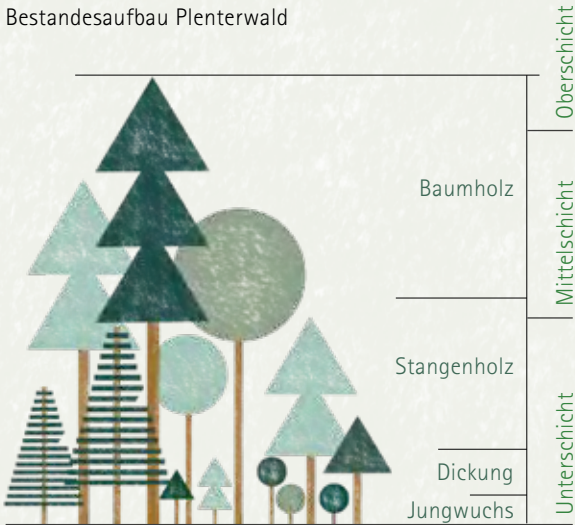 Bestandesaufbau Plenterwald
Oberschicht
Baumholz
Mittelschicht
Stangenholz
Unterschicht
Dickung
Jungwuchs